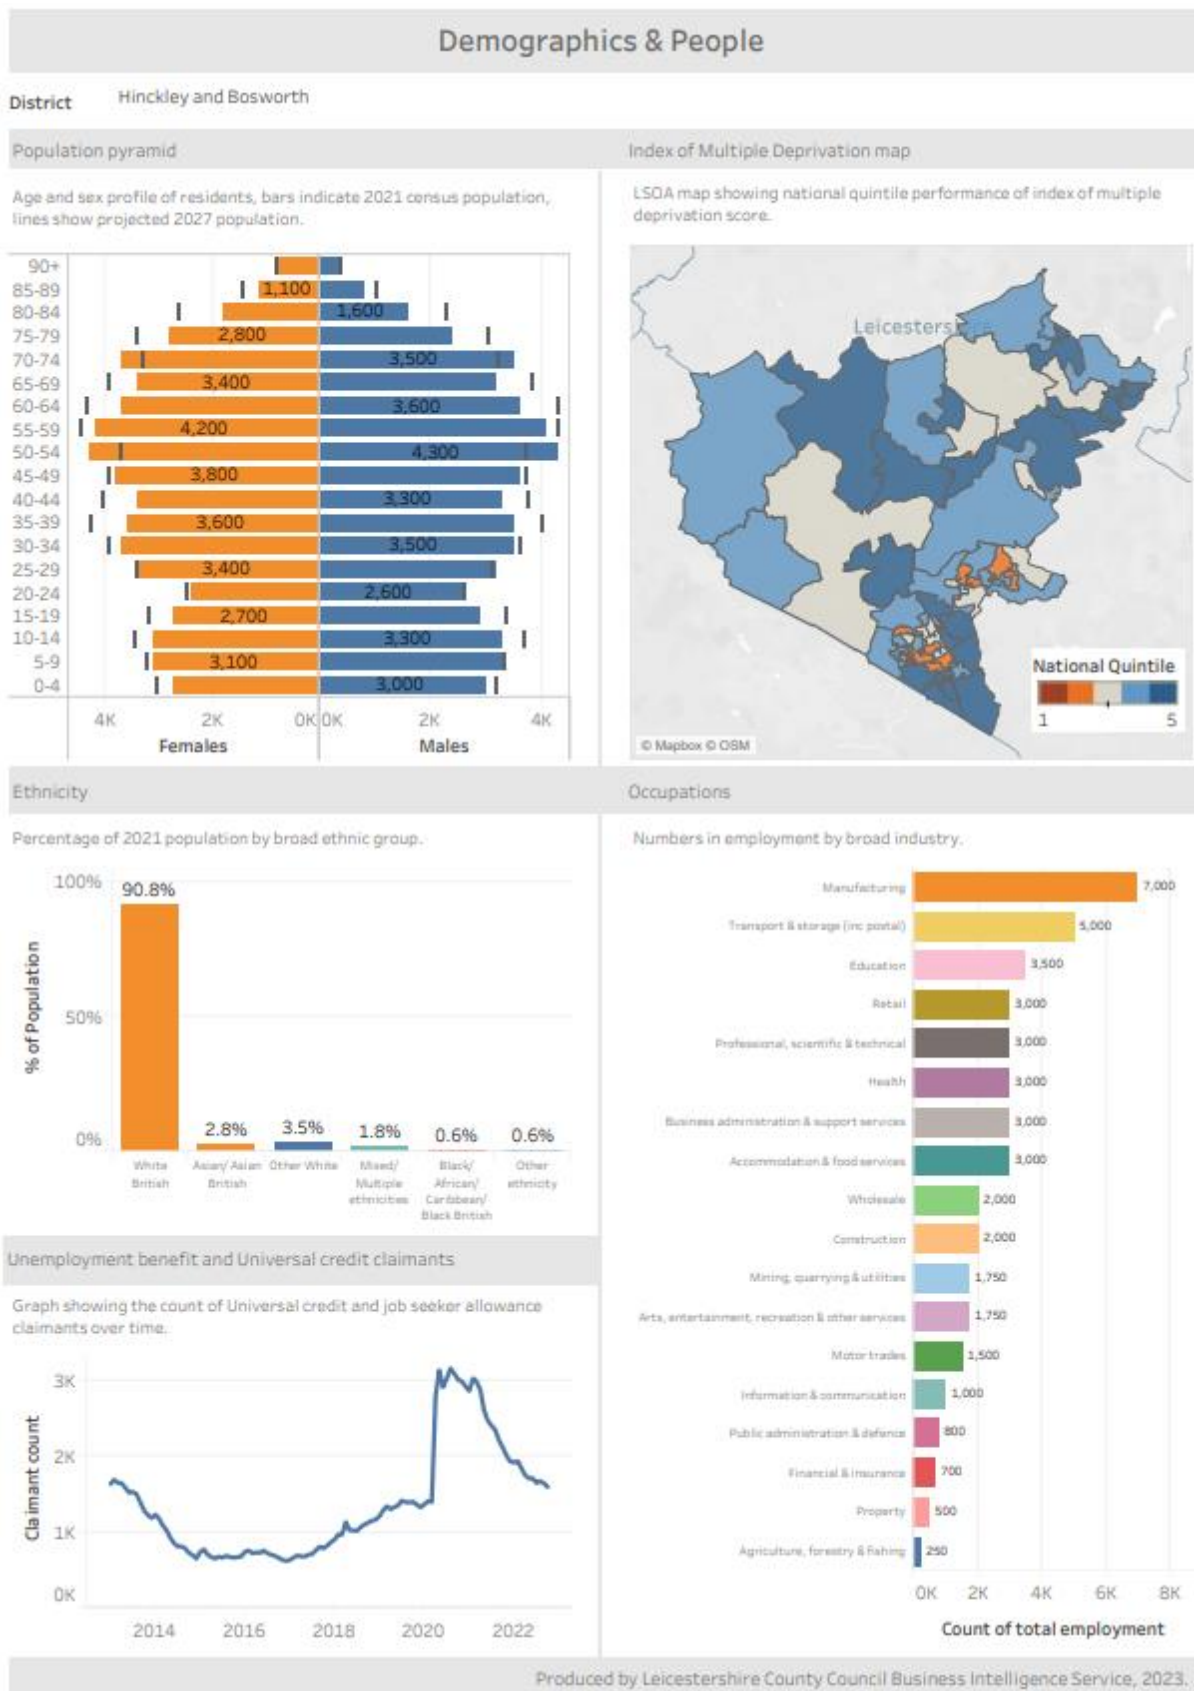 Demographics & People
District
Hinckley and Bosworth
Population pyramid
Age and sex profile of residents, bars indicate 2021 census population,
lines show projected 2027 population.
90+
85-89
1,100
80-84
1,600
75-79
2,800
70-74
3,500
65-69
3,400
60-64
3,600
55-59
4,200
50-54
4,300
45-49
3,800
40-44
3,300
35-39
3,600
30-34
3,500
25-29
3,400
20-24
2,600
15-19
2,700
10-14
3,300
5-9
3,100
0-4
3,000
4K 2K 0K 0K 2K 4K
Females Males
Index of Multiple Deprivation map
LSOA map showing national quintile performance of index of multiple
deprivation score.
Leicestershire
National Quintile
1 5
© Mapbox © OSM
Ethnicity
Percentage of 2021 population by broad ethnic group.
% of Population
100%
50%
0%
90.8%
2.8%
3.5%
1.8%
0.6%
0.6%
White
British
Asian/ Asian
British
Other White
Mixed/
Multiple
ethnicities
Black/
African/
Caribbean/
Black British
Other
ethnicity
Occupations
Numbers in employment by broad industry.
Manufacturing 7,000
Transport & storage (inc postal) 5,000
Education 3,500
Retail 3,000
Professional, scientific & technical 3,000
Health 3,000
Business administration & support services 3,000
Accommodation & food services 3,000
Wholesale 2,000
Construction 2,000
Mining, quarrying & utilities 1,750
Arts, entertainment, recreation & other services 1,750
Motor trades 1,500
Information & communication 1,000
Public administration & defence 800
Financial & insurance 700
Property 500
Agriculture, forestry & fishing 250
0K 2K 4K 6K 8K
Count of total employment
Unemployment benefit and Universal credit claimants
Graph showing the count of Universal credit and job seeker allowance
claimants over time.
Claimant count
3K
2K
1K
0K
2014 2016 2018 2020 2022
Produced by Leicestershire County Council Business Intelligence Service, 2023.